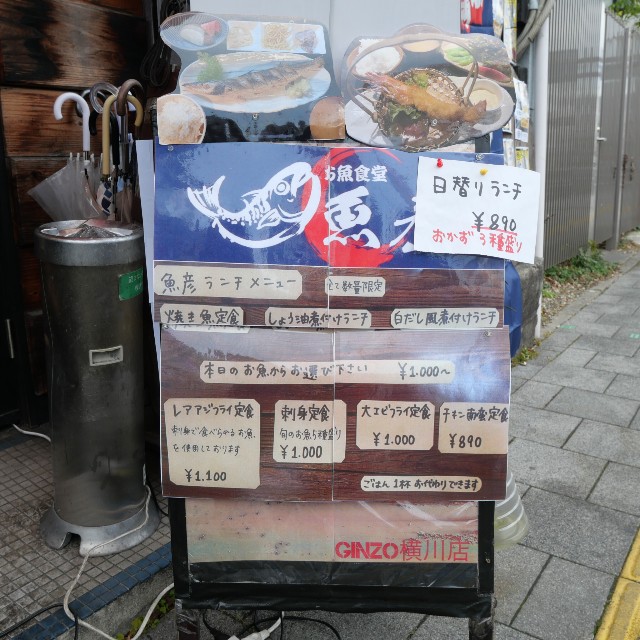 お魚食堂
魚
日替りランチ
¥890
おかず3種盛り
魚彦ランチメニュー
全て数量限定
焼き魚定食
しょう油煮付けランチ
白だし風煮付けランチ
本日のお魚からお選び下さい ¥1.000~
レアアジフライ定食
刺身で食べられるお魚
を使用しております
¥1.100
刺身定食
旬のお魚5種盛り
¥1.000
大エビフライ定食
¥1.000
チキン南蛮定食
¥890
ごはん1杯おかわりできます
GINZO横川店